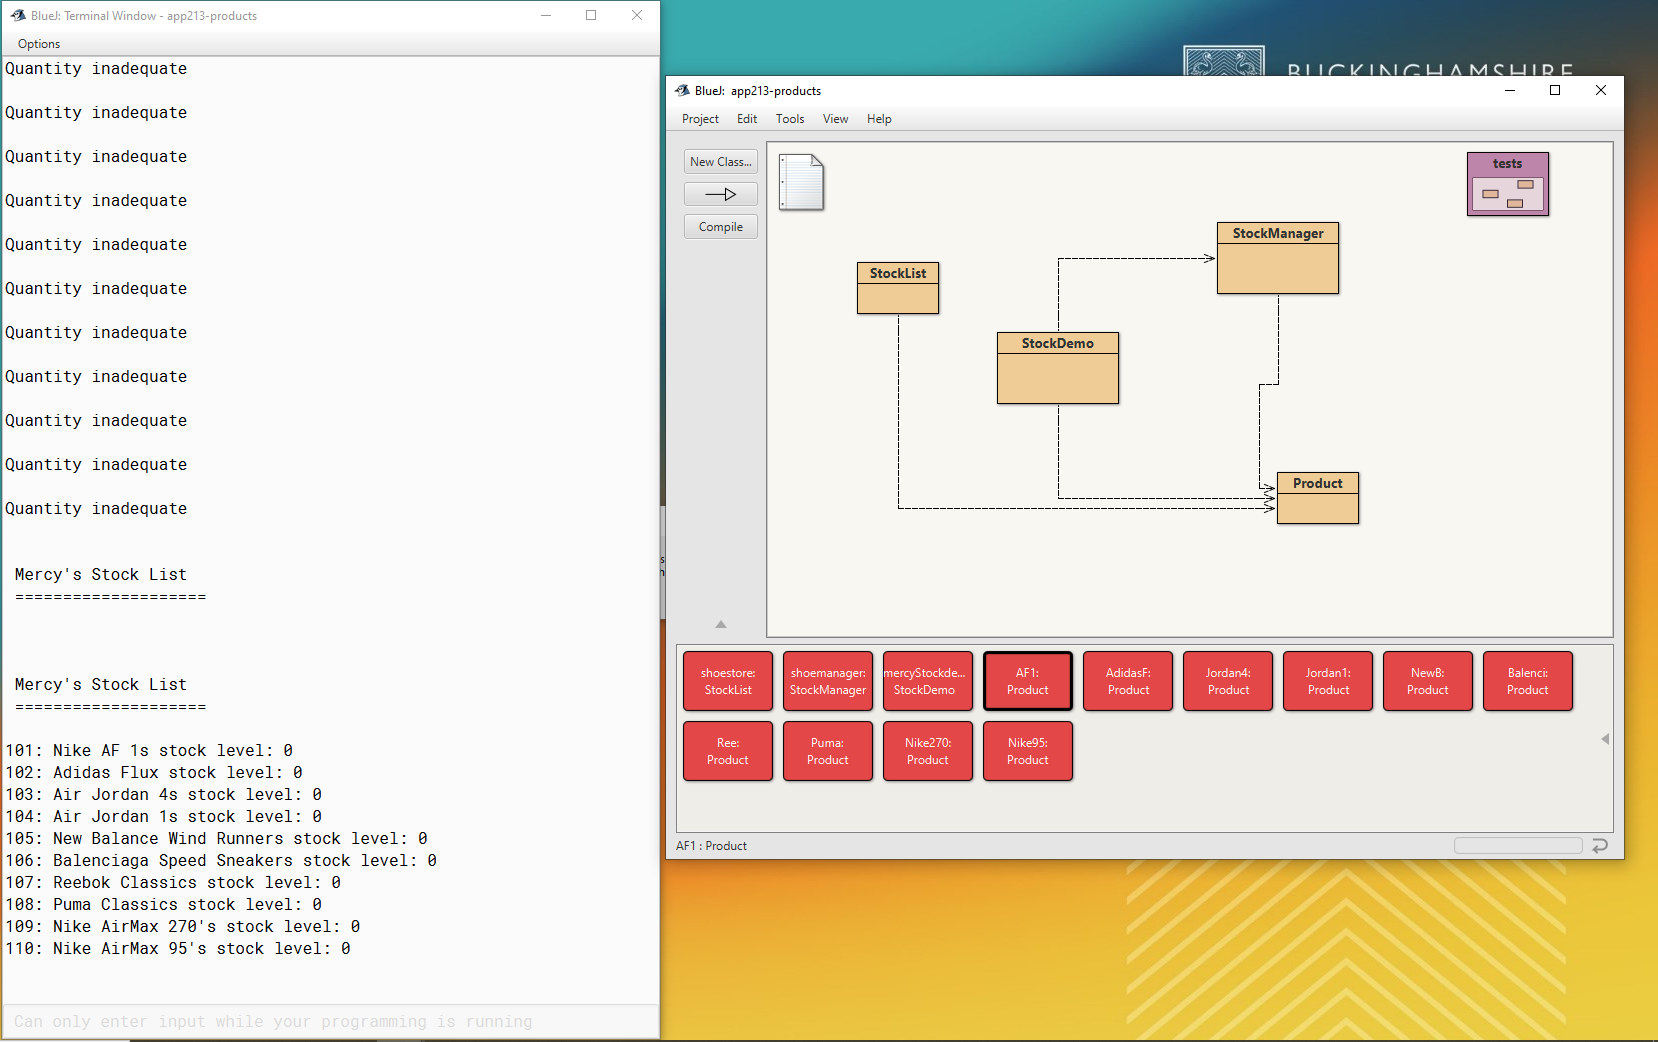 BlueJ: Terminal Window - app213-products
Options
Quantity inadequate
Quantity inadequate
Quantity inadequate
Quantity inadequate
Quantity inadequate
Quantity inadequate
Quantity inadequate
Quantity inadequate
Quantity inadequate
Quantity inadequate
Quantity inadequate
Mercy's Stock List
====================
Mercy's Stock List
====================
101: Nike AF 1s stock level: 0
102: Adidas Flux stock level: 0
103: Air Jordan 4s stock level: 0
104: Air Jordan 1s stock level: 0
105: New Balance Wind Runners stock level: 0
106: Balenciaga Speed Sneakers stock level: 0
107: Reebok Classics stock level: 0
108: Puma Classics stock level: 0
109: Nike AirMax 270's stock level: 0
110: Nike AirMax 95's stock level: 0
Can only enter input while your programming is running
BUCKINGHAMSHIRE
BlueJ: app213-products
Project Edit Tools View Help
New Class...
Compile
tests
StockManager
StockList
StockDemo
Product
shoestore:
StockList
shoemanager:
StockManager
mercyStockde...
StockDemo
AF1:
Product
AdidasF:
Product
Jordan4:
Product
Jordan1:
Product
NewB:
Product
Balenci:
Product
Ree:
Product
Puma:
Product
Nike270:
Product
Nike95:
Product
AF1 : Product